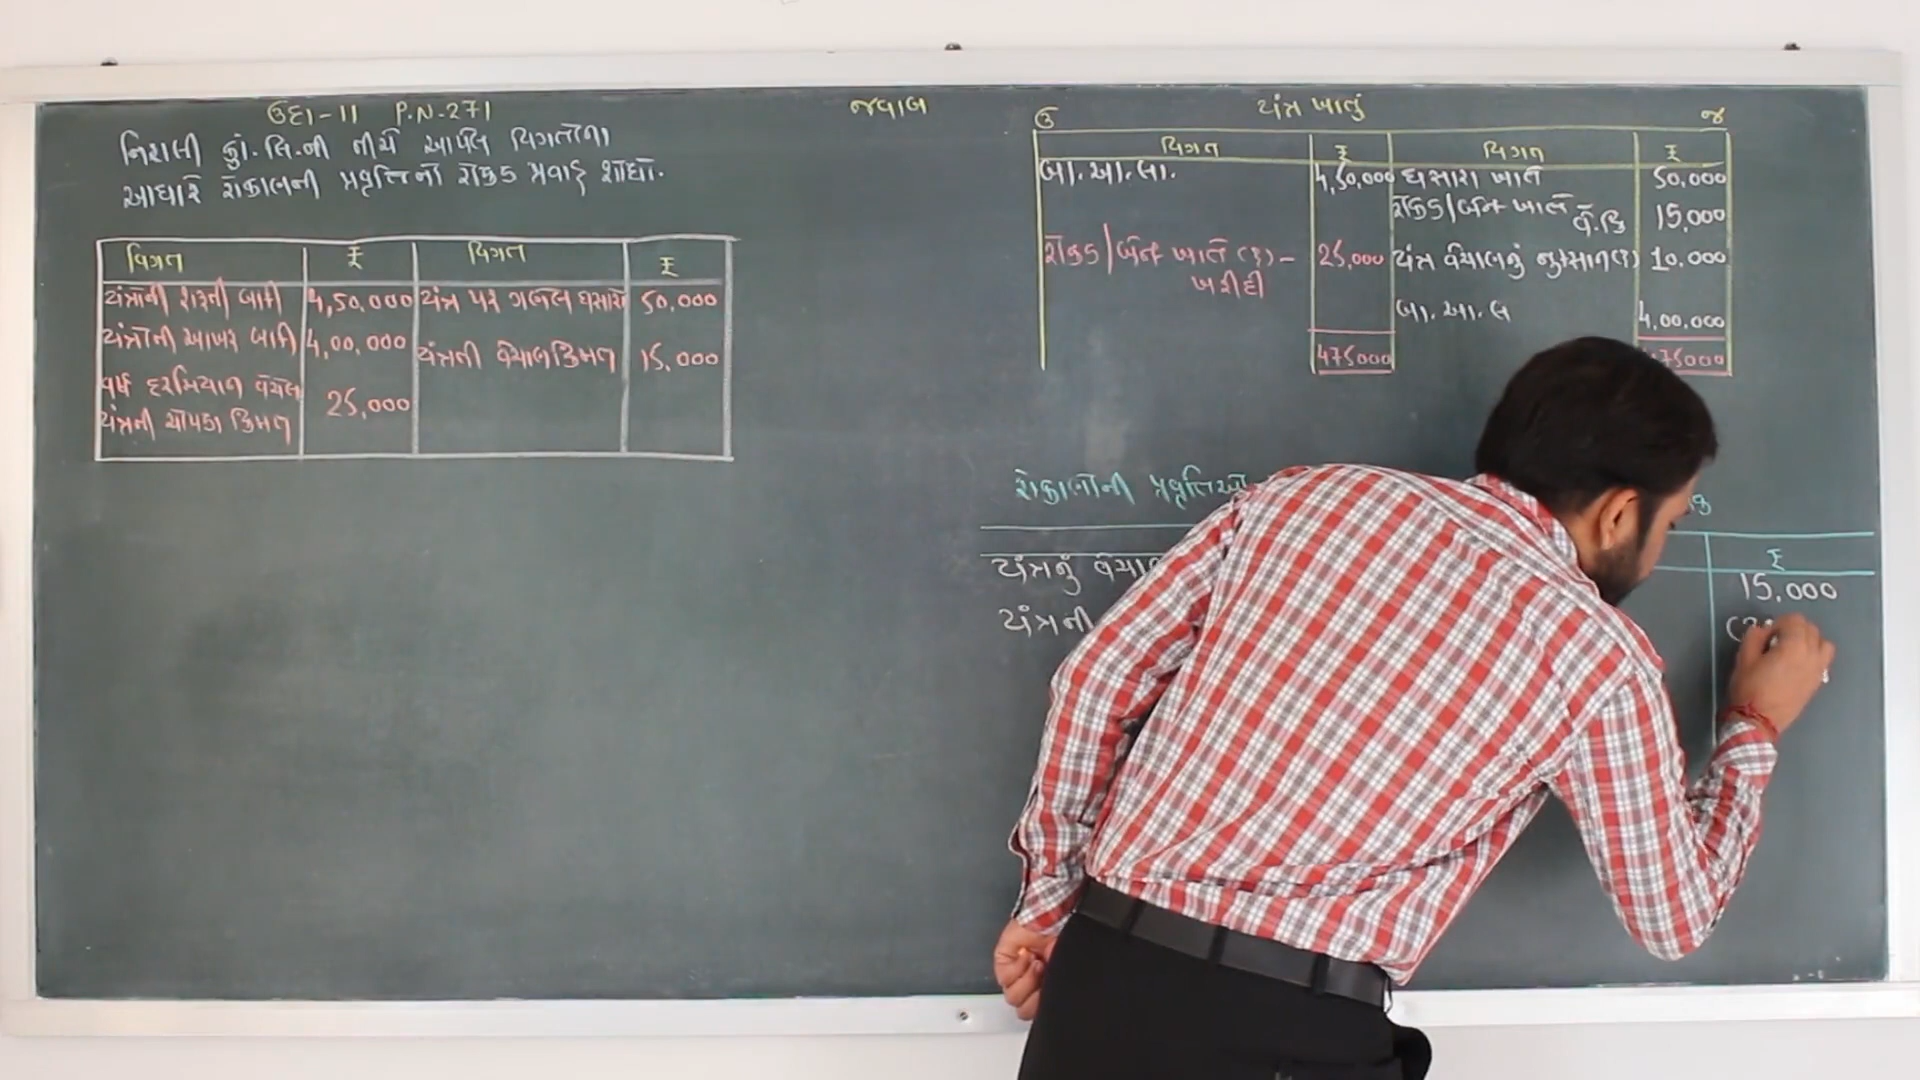 ઉદા-11 P.N-271
નિરાલી કું. લિ.ની નીચે આપેલ વિગતોના
આધારે રોકાણની પ્રવૃત્તિનો રોકડ પ્રવાહ શોધો.
વિગત ₹ વિગત ₹
યંત્રોની શરૂની બાકી 4,50,000 યંત્ર પર ગણેલ ઘસારો 50,000
યંત્રોની આખર બાકી 4,00,000 યંત્રની વેચાણકિંમત 15,000
વર્ષ દરમિયાન વેચેલ
યંત્રની ચોપડા કિંમત 25,000
જવાબ
ઉ યંત્ર ખાતું જ
વિગત ₹ વિગત ₹
બા.આ.લા. 4,50,000 ઘસારા ખાતે 50,000
રોકડ/બેંક ખાતે વે.કિ 15,000
રોકડ/બેંક ખાતે (?) - 25,000 યંત્ર વેચાણનું નુકસાન(?) 10,000
ખરીદી
બા.આ.લ 4,00,000
475000 75000
રોકાણોની પ્રવૃત્તિઓ
₹
યંત્રનું 15,000
યંત્રની